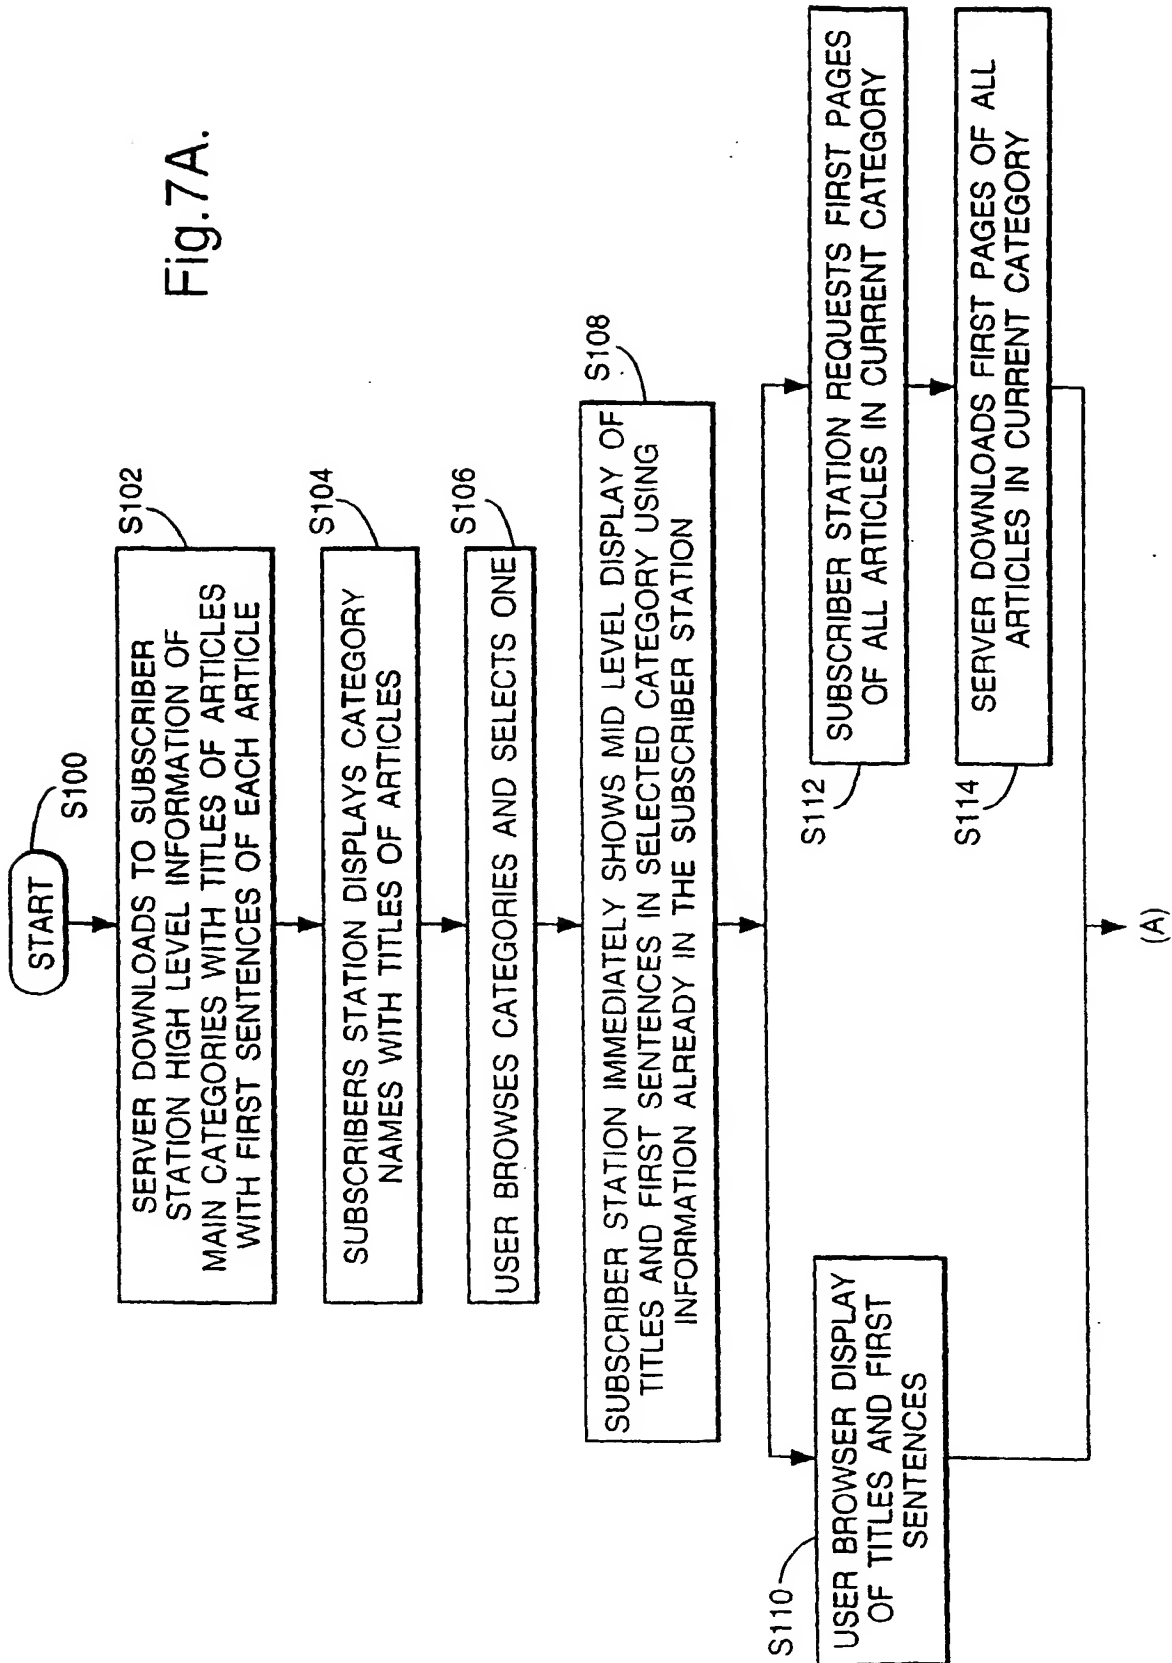 Fig.7A.
START
S100
SERVER DOWNLOADS TO SUBSCRIBER
STATION HIGH LEVEL INFORMATION OF
MAIN CATEGORIES WITH TITLES OF ARTICLES
WITH FIRST SENTENCES OF EACH ARTICLE
S102
SUBSCRIBERS STATION DISPLAYS CATEGORY
NAMES WITH TITLES OF ARTICLES
S104
USER BROWSES CATEGORIES AND SELECTS ONE
S106
SUBSCRIBER STATION IMMEDIATELY SHOWS MID LEVEL DISPLAY OF
TITLES AND FIRST SENTENCES IN SELECTED CATEGORY USING
INFORMATION ALREADY IN THE SUBSCRIBER STATION
S108
S110
USER BROWSER DISPLAY
OF TITLES AND FIRST
SENTENCES
SUBSCRIBER STATION REQUESTS FIRST PAGES
OF ALL ARTICLES IN CURRENT CATEGORY
S112
SERVER DOWNLOADS FIRST PAGES OF ALL
ARTICLES IN CURRENT CATEGORY
S114
(A)